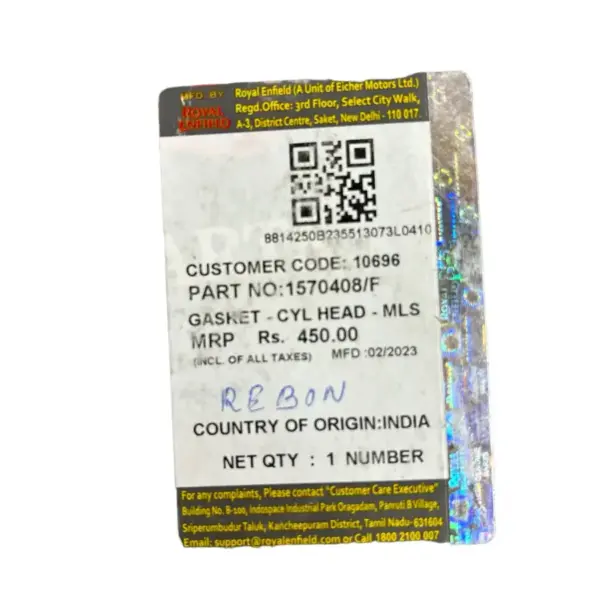 MFD. BY
ROYAL
ENFIELD
Royal Enfield (A Unit of Eicher Motors Ltd.)
Regd.Office: 3rd Floor, Select City Walk,
A-3, District Centre, Saket, New Delhi - 110 017.
8814250B235513073L0410
CUSTOMER CODE: 10696
PART NO:1570408/F
GASKET - CYL HEAD - MLS
MRP Rs. 450.00
(INCL. OF ALL TAXES) MFD :02/2023
REBON
COUNTRY OF ORIGIN:INDIA
NET QTY : 1 NUMBER
For any complaints, Please contact "Customer Care Executive"
Building No. B-100, Indospace Industrial Park Oragadam, Panruti B Village,
Sriperumbudur Taluk, Kancheepuram District, Tamil Nadu-631604
Email: support@royalenfield.com or Call 1800 2100 007